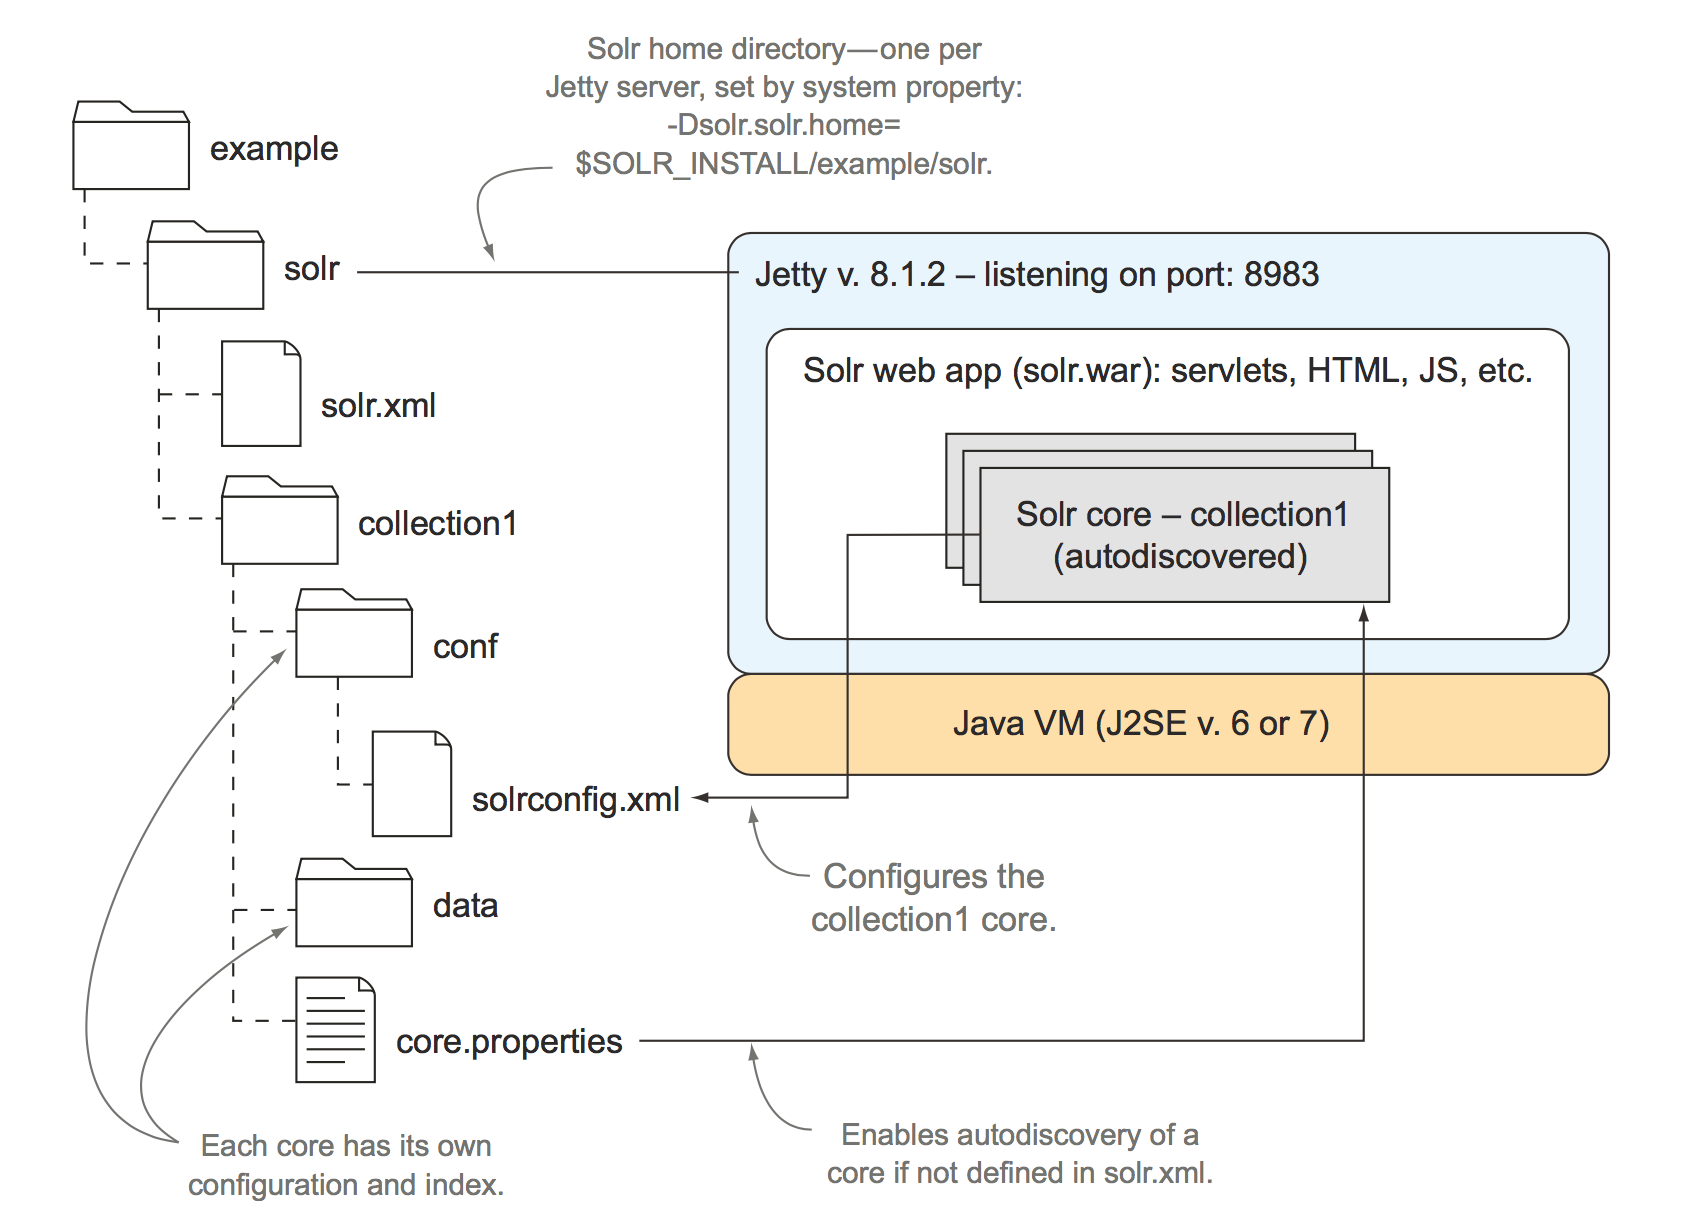 Solr home directory—one per
Jetty server, set by system property:
-Dsolr.solr.home=
$SOLR_INSTALL/example/solr.
example
solr
Jetty v. 8.1.2 – listening on port: 8983
Solr web app (solr.war): servlets, HTML, JS, etc.
solr.xml
collection1
Solr core – collection1
(autodiscovered)
conf
Java VM (J2SE v. 6 or 7)
solrconfig.xml
Configures the
collection1 core.
data
core.properties
Each core has its own
configuration and index.
Enables autodiscovery of a
core if not defined in solr.xml.